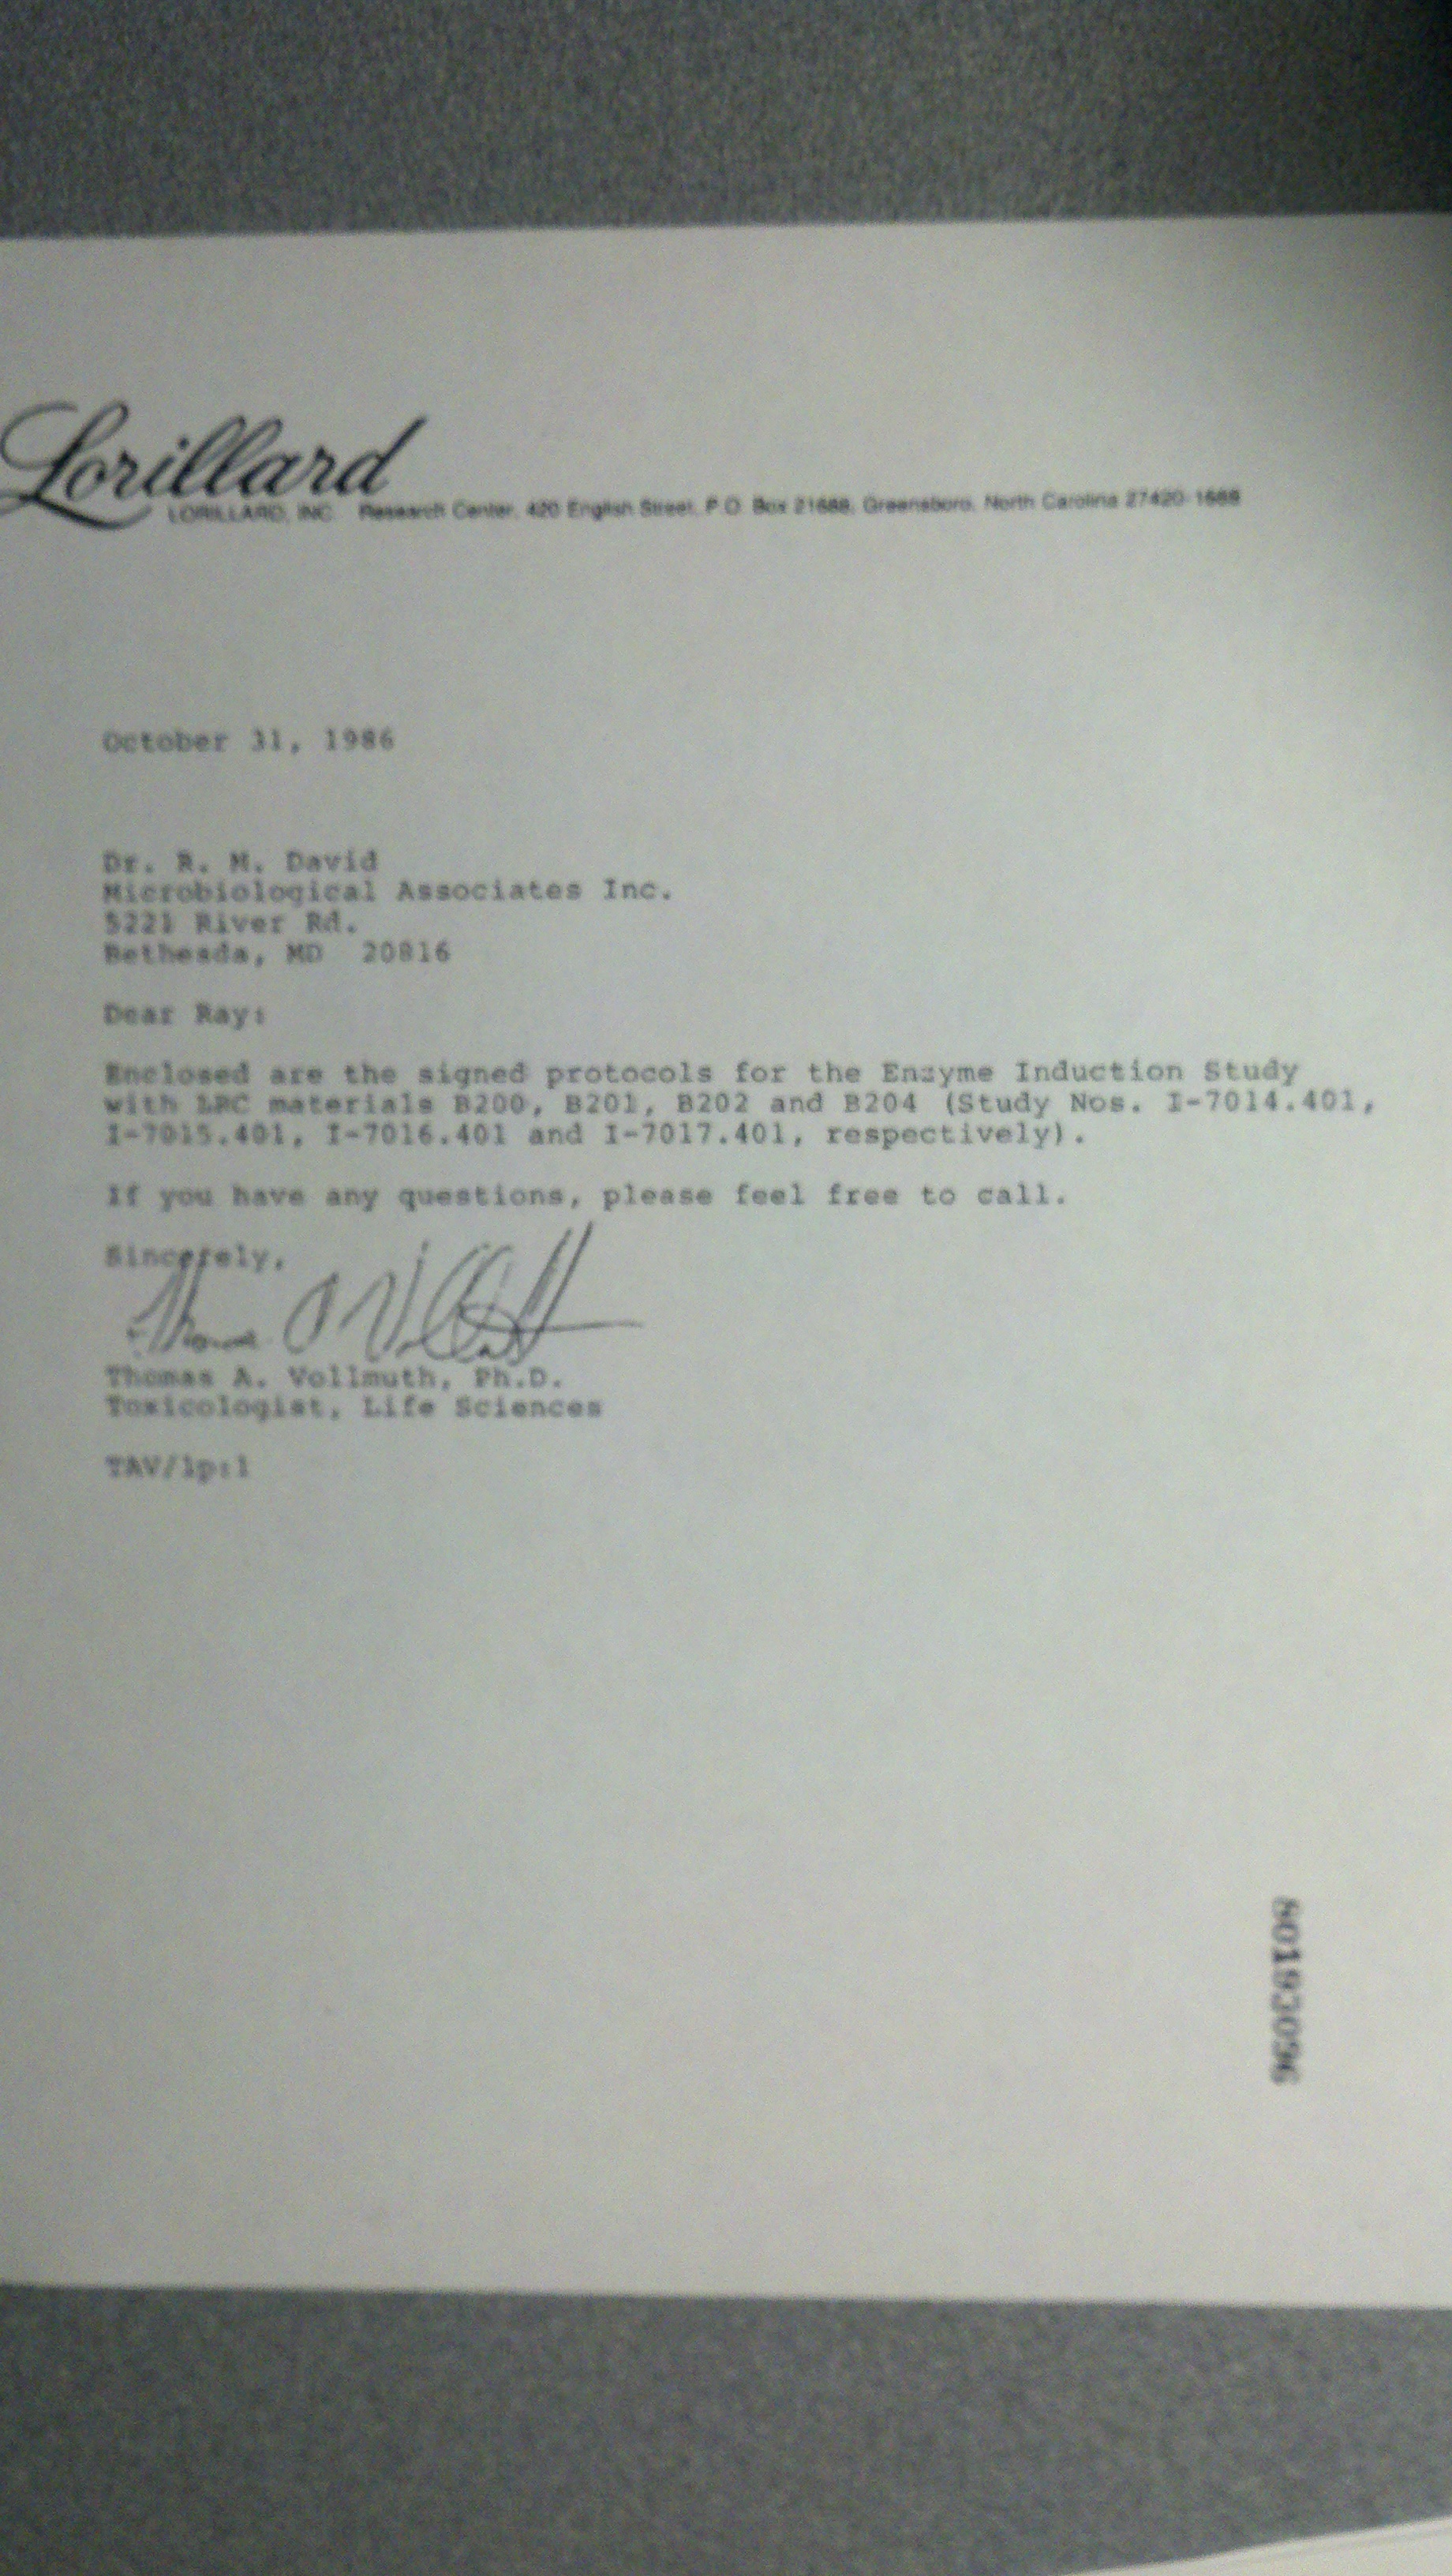 Lorillard
LORILLARD, INC. Research Center, 420 English Street, P.O. Box 21688, Greensboro, North Carolina 27420-1688
October 31, 1986
Dr. R. M. David
Microbiological Associates Inc.
5221 River Rd.
Bethesda, MD 20816
Dear Ray:
Enclosed are the signed protocols for the Enzyme Induction Study
with LRC materials B200, B201, B202 and B204 (Study Nos. I-7014.401,
I-7015.401, I-7016.401 and I-7017.401, respectively).
If you have any questions, please feel free to call.
Sincerely,
Thomas A Vollmuth
Thomas A. Vollmuth, Ph.D.
Toxicologist, Life Sciences
TAV/lp:1